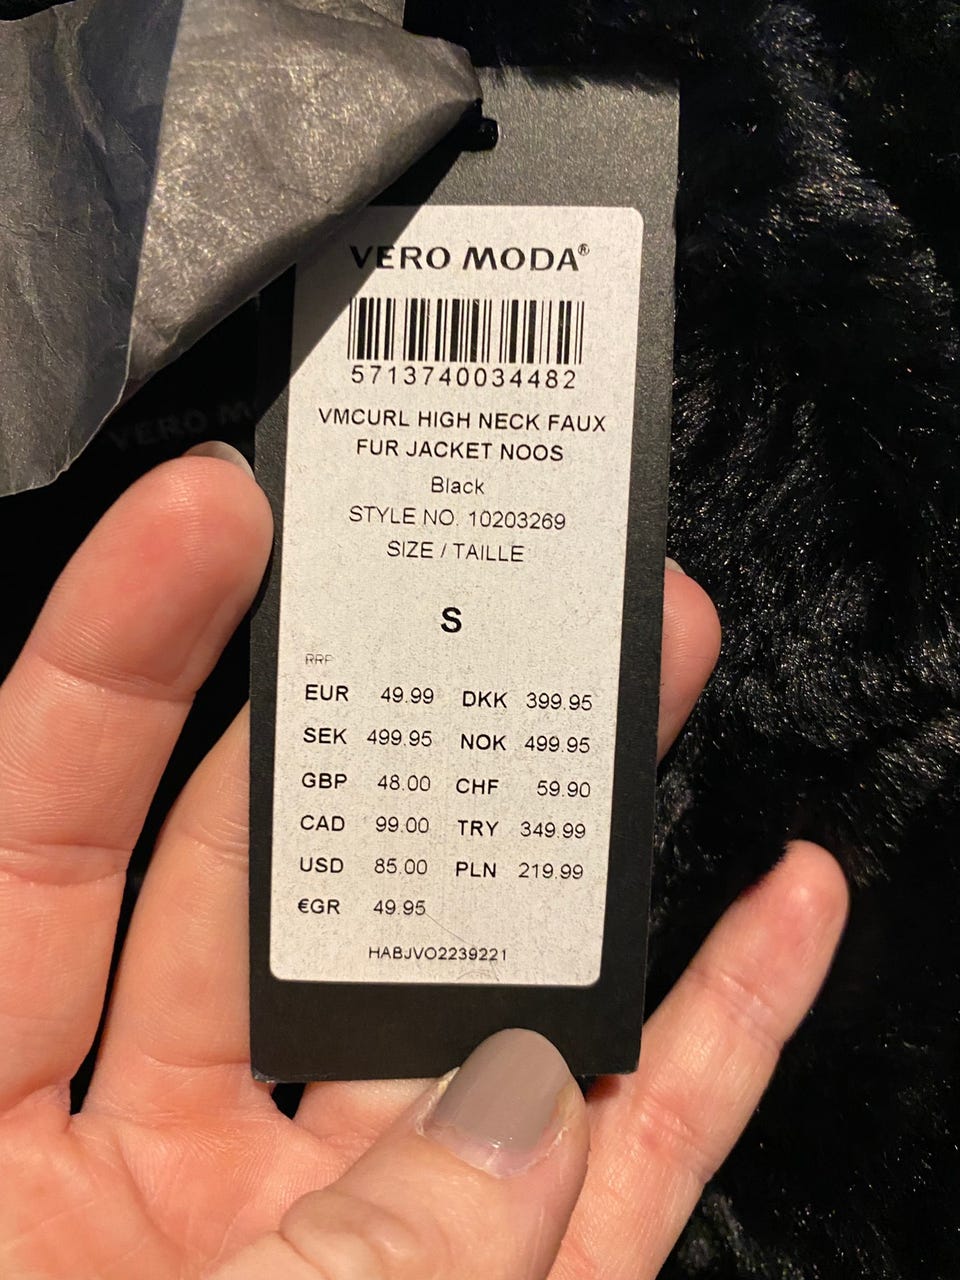 VERO MODA®
5713740034482
VMCURL HIGH NECK FAUX
FUR JACKET NOOS
Black
STYLE NO. 10203269
SIZE / TAILLE
S
RRP
EUR 49.99 DKK 399.95
SEK 499.95 NOK 499.95
GBP 48.00 CHF 59.90
CAD 99.00 TRY 349.99
USD 85.00 PLN 219.99
€GR 49.95
HABJVO2239221
VERO M